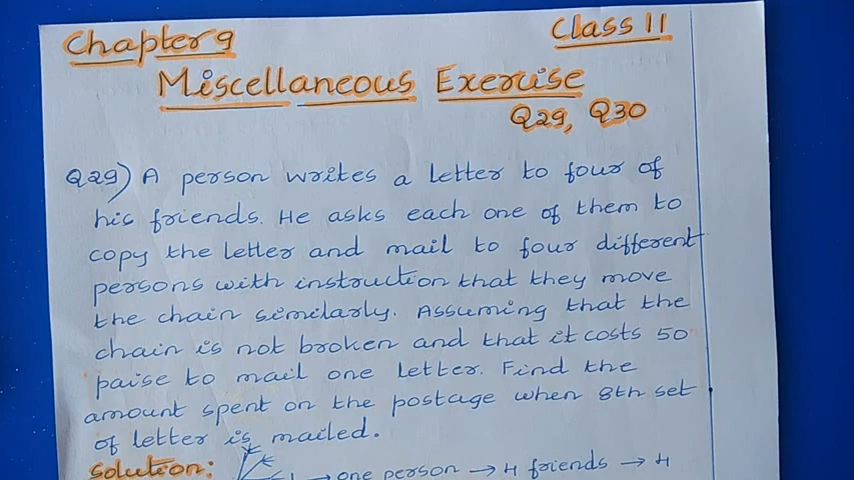 Chapter 9
Class 11
Miscellaneous Exercise
Q29, Q30
Q29) A person writes a letter to four of
his friends. He asks each one of them to
copy the letter and mail to four different
persons with instruction that they move
the chain similarly. Assuming that the
chain is not broken and that it costs 50
paise to mail one letter. Find the
amount spent on the postage when 8th set
of letter is mailed.
Solution: → one person → 4 friends → 4